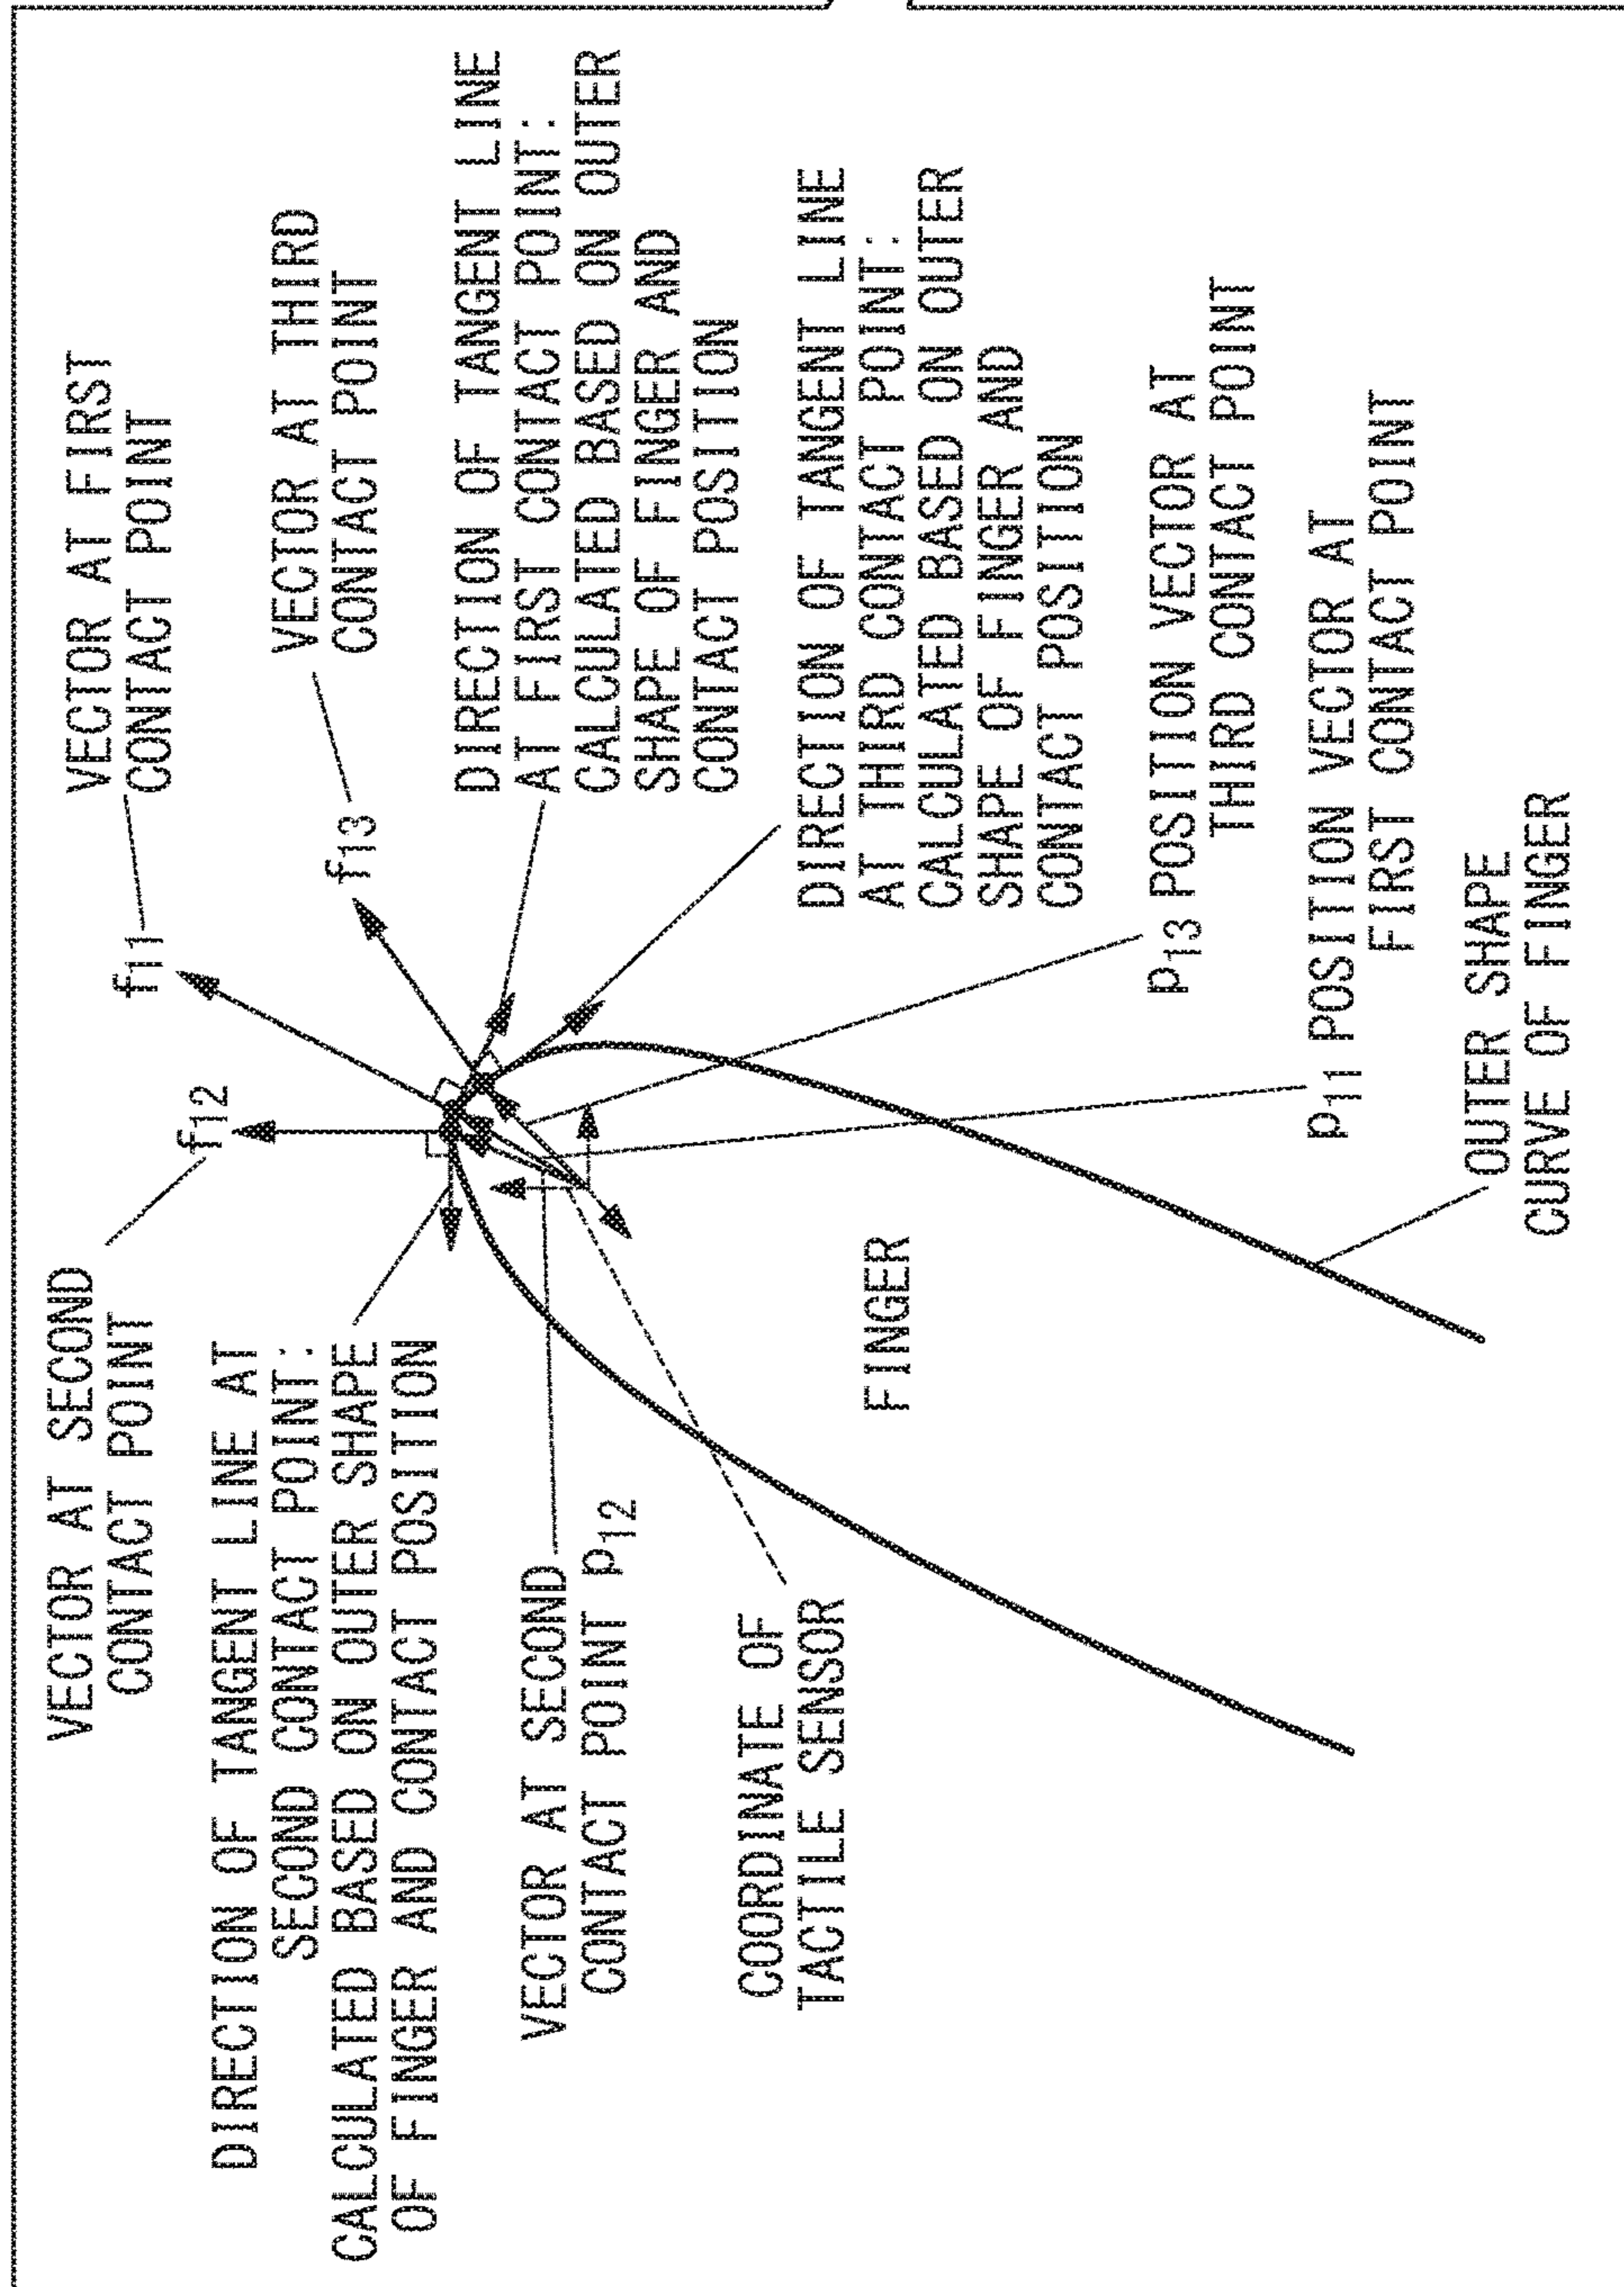 VECTOR AT SECOND
CONTACT POINT
f12
DIRECTION OF TANGENT LINE AT
SECOND CONTACT POINT:
CALCULATED BASED ON OUTER SHAPE
OF FINGER AND CONTACT POSITION
VECTOR AT SECOND
CONTACT POINT p12
COORDINATE OF
TACTILE SENSOR
FINGER
f11
VECTOR AT FIRST
CONTACT POINT
f13
VECTOR AT THIRD
CONTACT POINT
DIRECTION OF TANGENT LINE
AT FIRST CONTACT POINT:
CALCULATED BASED ON OUTER
SHAPE OF FINGER AND
CONTACT POSITION
DIRECTION OF TANGENT LINE
AT THIRD CONTACT POINT:
CALCULATED BASED ON OUTER
SHAPE OF FINGER AND
CONTACT POSITION
p13 POSITION VECTOR AT
THIRD CONTACT POINT
p11 POSITION VECTOR AT
FIRST CONTACT POINT
OUTER SHAPE
CURVE OF FINGER